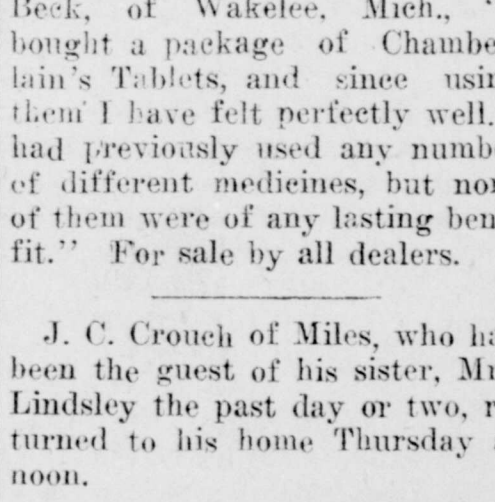 Beck, of Wakelee, Mich.,
bought a package of Chambe
lain's Tablets, and since usin
them I have felt perfectly well.
had previously used any numb
of different medicines, but non
of them were of any lasting ben
fit." For sale by all dealers.
J. C. Crouch of Miles, who ha
been the guest of his sister, Mr
Lindsley the past day or two, r
turned to his home Thursday
noon.